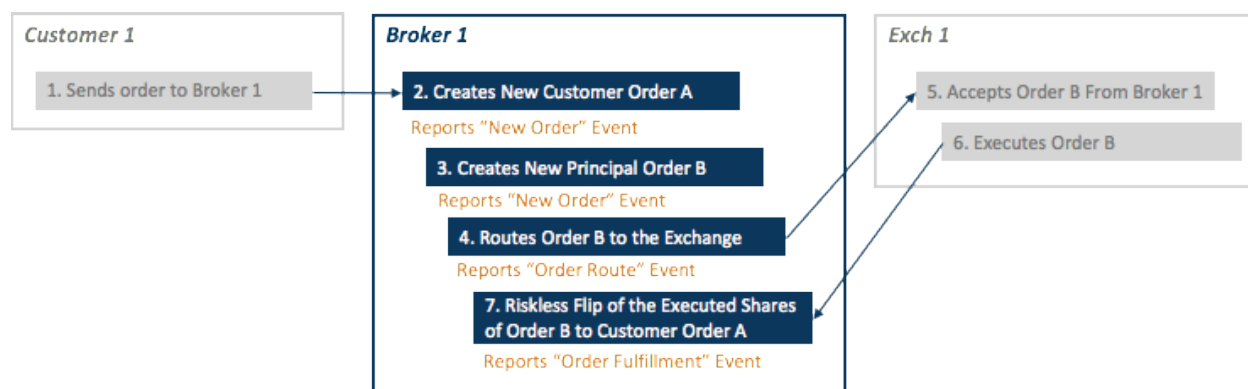 Customer 1
1. Sends order to Broker 1
Broker 1
2. Creates New Customer Order A
Reports “New Order” Event
3. Creates New Principal Order B
Reports “New Order” Event
4. Routes Order B to the Exchange
Reports “Order Route” Event
7. Riskless Flip of the Executed Shares
of Order B to Customer Order A
Reports “Order Fulfillment” Event
Exch 1
5. Accepts Order B From Broker 1
6. Executes Order B